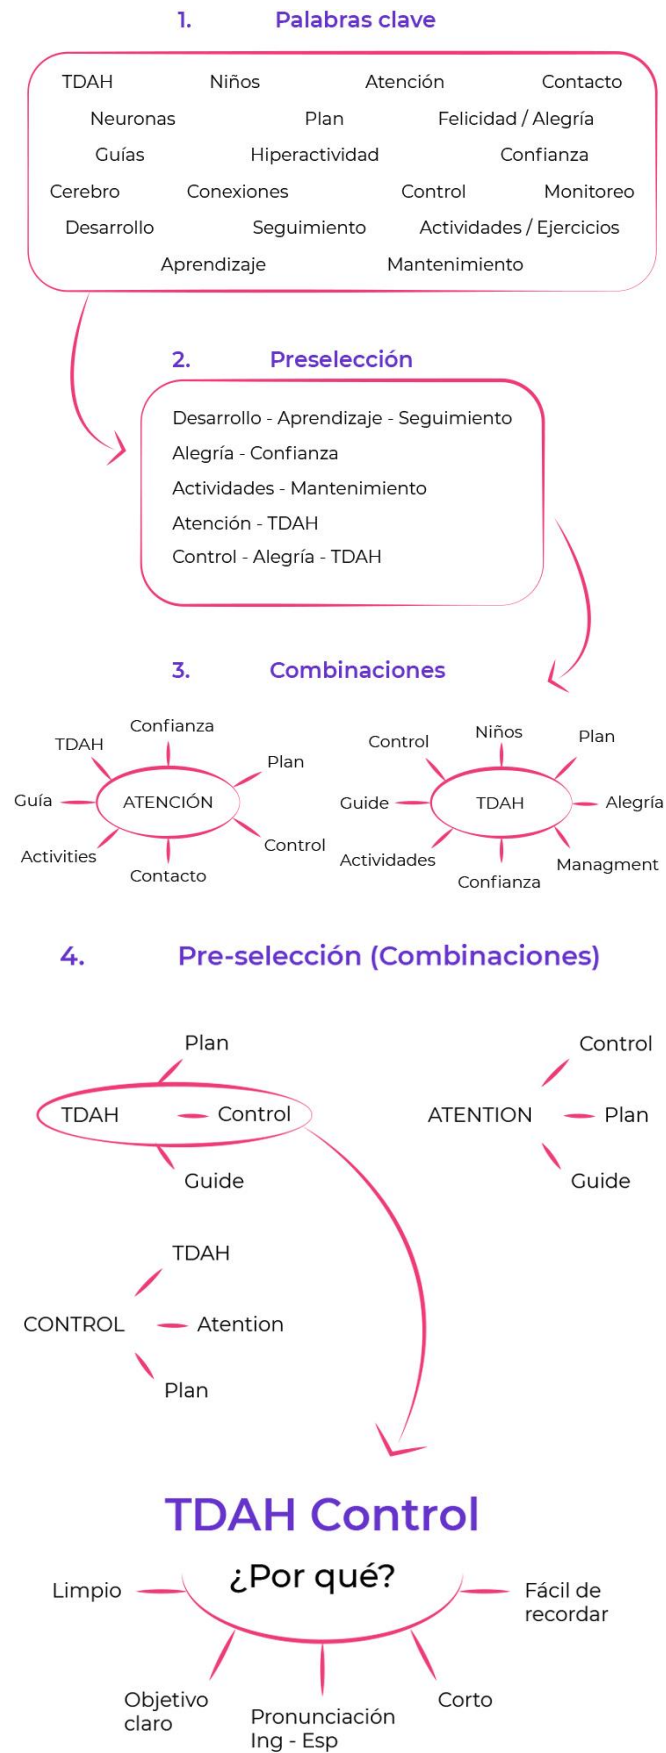 1. Palabras clave
TDAH Niños Atención Contacto
Neuronas Plan Felicidad / Alegría
Guías Hiperactividad Confianza
Cerebro Conexiones Control Monitoreo
Desarrollo Seguimiento Actividades / Ejercicios
Aprendizaje Mantenimiento
2. Preselección
Desarrollo - Aprendizaje - Seguimiento
Alegría - Confianza
Actividades - Mantenimiento
Atención - TDAH
Control - Alegría - TDAH
3. Combinaciones
Confianza
TDAH
Plan
Guía
ATENCIÓN
Control
Activities
Contacto
Niños
Control
Plan
Guide
TDAH
Alegría
Actividades
Managment
Confianza
4. Pre-selección (Combinaciones)
Plan
TDAH
Control
Guide
Control
ATENTION
Plan
Guide
TDAH
CONTROL
Atention
Plan
TDAH Control
¿Por qué?
Limpio
Objetivo
claro
Pronunciación
Ing - Esp
Corto
Fácil de
recordar